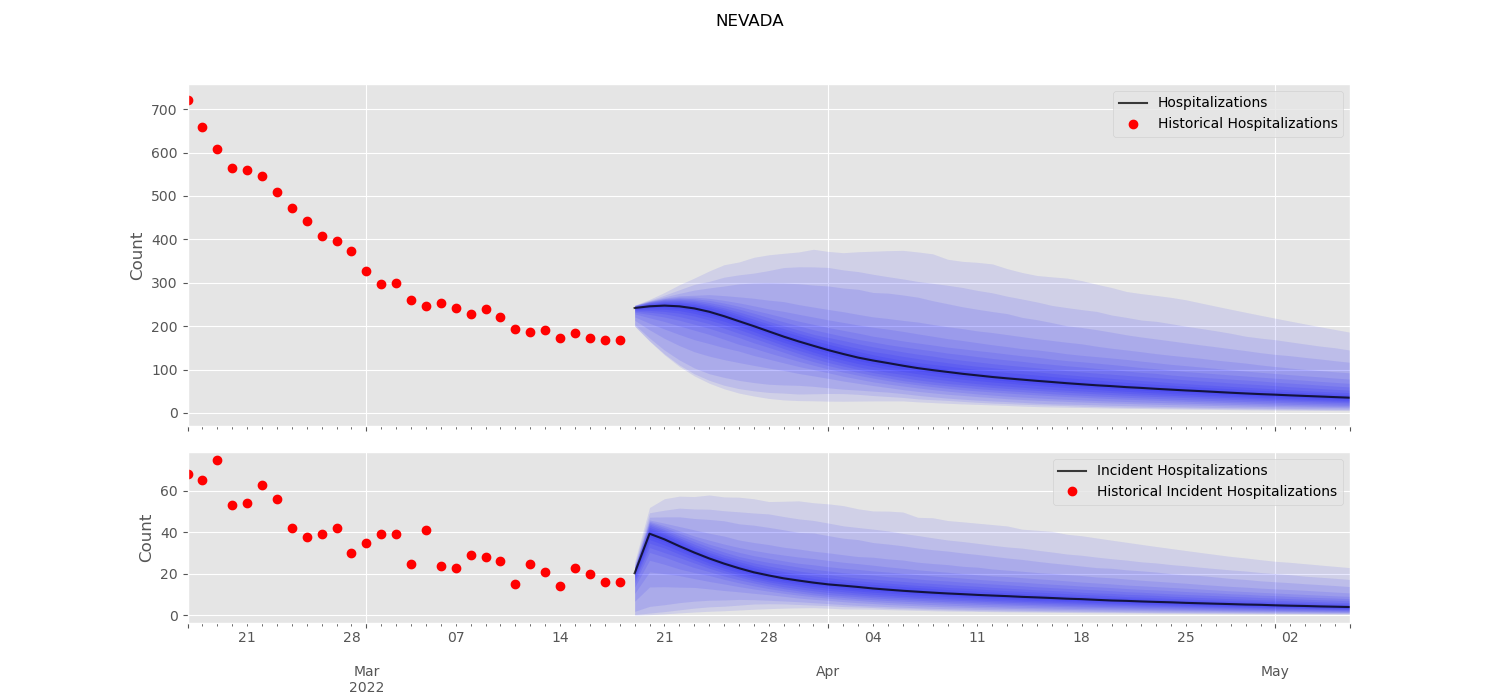 NEVADA
Hospitalizations
Historical Hospitalizations
700
600
500
400
300
200
100
0
Count
Incident Hospitalizations
Historical Incident Hospitalizations
60
40
20
0
Count
21 28 07 14 21 28 04 11 18 25 02
Mar Apr May
2022